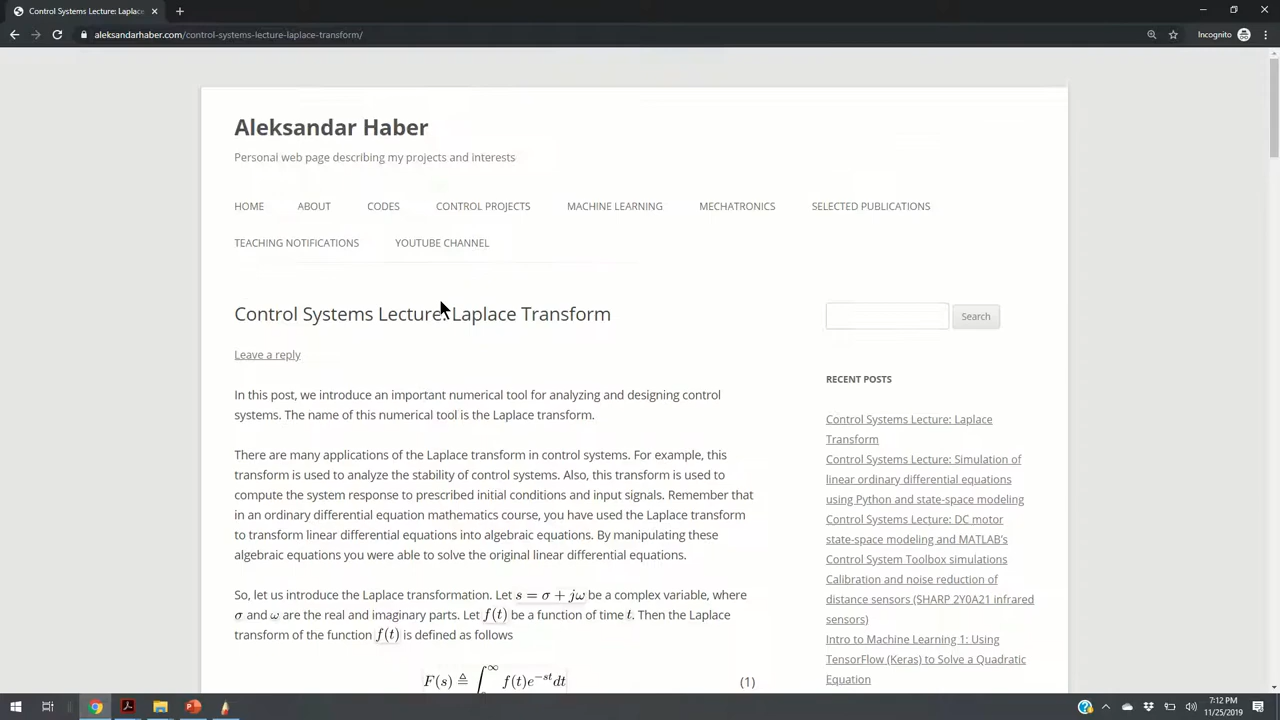 Control Systems Lecture: Laplace
aleksandarhaber.com/control-systems-lecture-laplace-transform/
Incognito
Aleksandar Haber
Personal web page describing my projects and interests
HOME ABOUT CODES CONTROL PROJECTS MACHINE LEARNING MECHATRONICS SELECTED PUBLICATIONS
TEACHING NOTIFICATIONS YOUTUBE CHANNEL
Control Systems Lecture: Laplace Transform
Leave a reply
In this post, we introduce an important numerical tool for analyzing and designing control
systems. The name of this numerical tool is the Laplace transform.
There are many applications of the Laplace transform in control systems. For example, this
transform is used to analyze the stability of control systems. Also, this transform is used to
compute the system response to prescribed initial conditions and input signals. Remember that
in an ordinary differential equation mathematics course, you have used the Laplace transform
to transform linear differential equations into algebraic equations. By manipulating these
algebraic equations you were able to solve the original linear differential equations.
So, let us introduce the Laplace transformation. Let s = σ + jω be a complex variable, where
σ and ω are the real and imaginary parts. Let f(t) be a function of time t. Then the Laplace
transform of the function f(t) is defined as follows
F(s) ≜ ∫^∞ f(t)e^{-st}dt (1)
Search
RECENT POSTS
Control Systems Lecture: Laplace
Transform
Control Systems Lecture: Simulation of
linear ordinary differential equations
using Python and state-space modeling
Control Systems Lecture: DC motor
state-space modeling and MATLAB's
Control System Toolbox simulations
Calibration and noise reduction of
distance sensors (SHARP 2Y0A21 infrared
sensors)
Intro to Machine Learning 1: Using
TensorFlow (Keras) to Solve a Quadratic
Equation
7:12 PM
11/25/2019